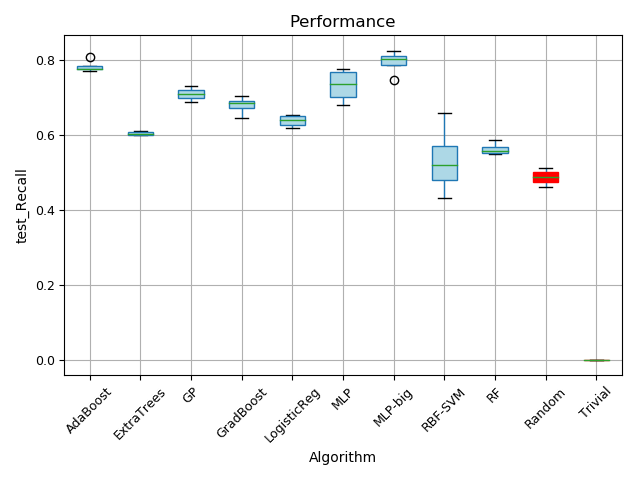 Performance
test_Recall
0.8
0.6
0.4
0.2
0.0
AdaBoost
ExtraTrees
GP
GradBoost
LogisticReg
MLP
MLP-big
RBF-SVM
RF
Random
Trivial
Algorithm